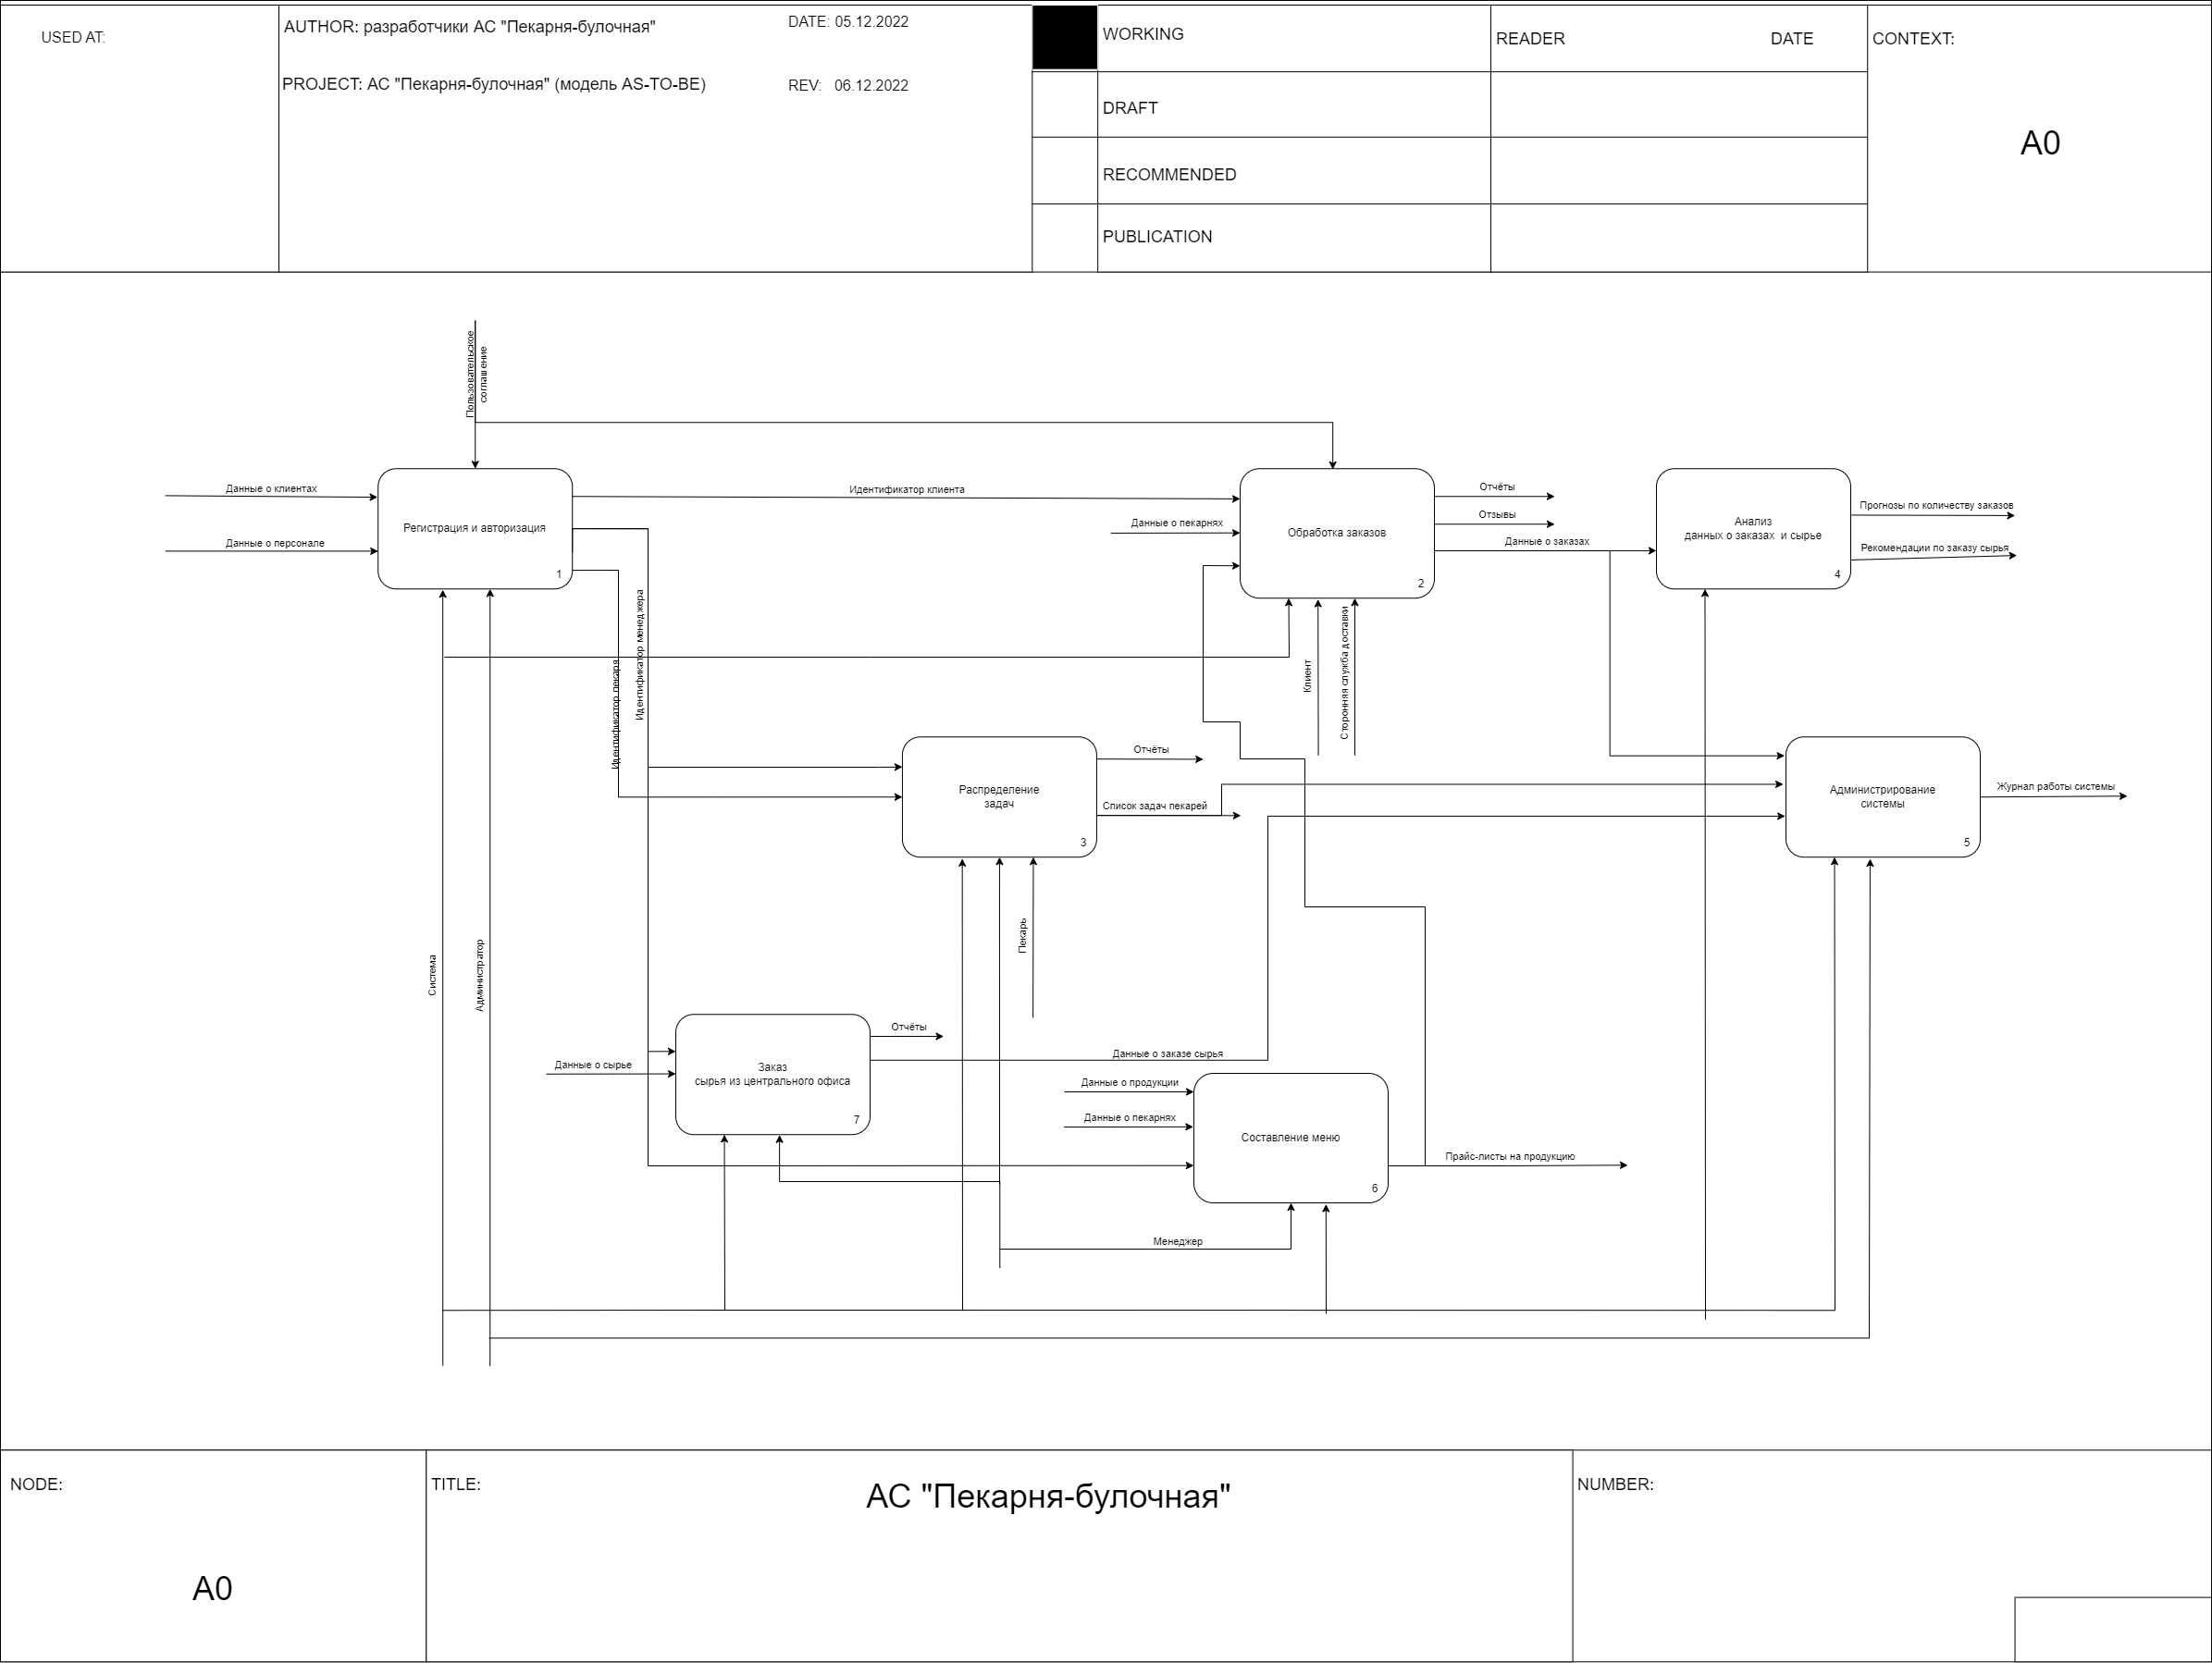 USED AT:
AUTHOR: разработчики АС "Пекарня-булочная"
DATE: 05.12.2022
PROJECT: АС "Пекарня-булочная" (модель AS-TO-BE)
REV: 06.12.2022
WORKING
DRAFT
RECOMMENDED
PUBLICATION
READER
DATE
CONTEXT:
A0
Пользовательское
соглашение
Данные о клиентах
Данные о персонале
Регистрация и авторизация
1
Идентификатор клиента
Данные о пекарнях
Обработка заказов
2
Отчёты
Отзывы
Данные о заказах
Анализ
данных о заказах и сырье
4
Прогнозы по количеству заказов
Рекомендации по заказу сырья
Идентификатор менеджера
Идентификатор пекаря
Клиент
Сторонняя служба доставки
Распределение
задач
3
Отчёты
Список задач пекарей
Администрирование
системы
5
Журнал работы системы
Система
Администратор
Пекарь
Данные о сырье
Заказ
сырья из центрального офиса
7
Отчёты
Данные о заказе сырья
Данные о продукции
Данные о пекарнях
Составление меню
6
Прайс-листы на продукцию
Менеджер
NODE:
A0
TITLE:
АС "Пекарня-булочная"
NUMBER: